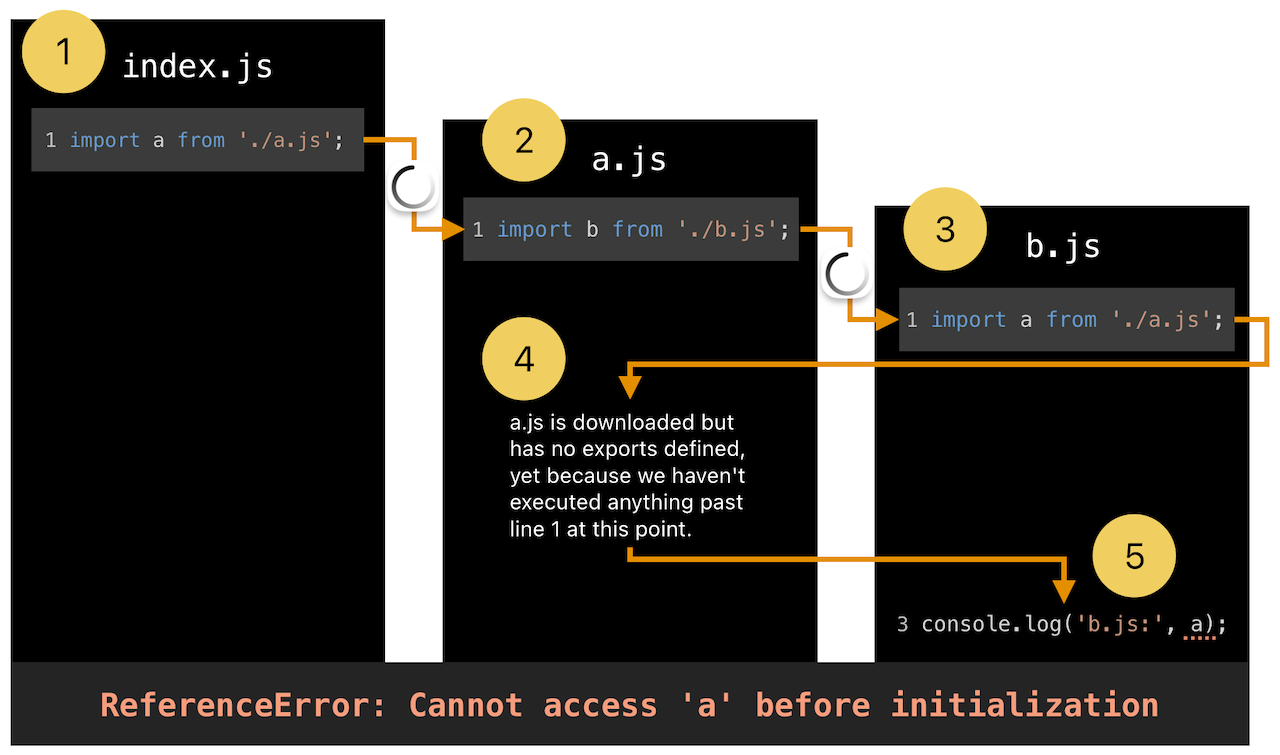 1
index.js
1 import a from './a.js';
2
a.js
1 import b from './b.js';
3
b.js
1 import a from './a.js';
4
a.js is downloaded but
has no exports defined,
yet because we haven't
executed anything past
line 1 at this point.
5
3 console.log('b.js:', a);
ReferenceError: Cannot access 'a' before initialization